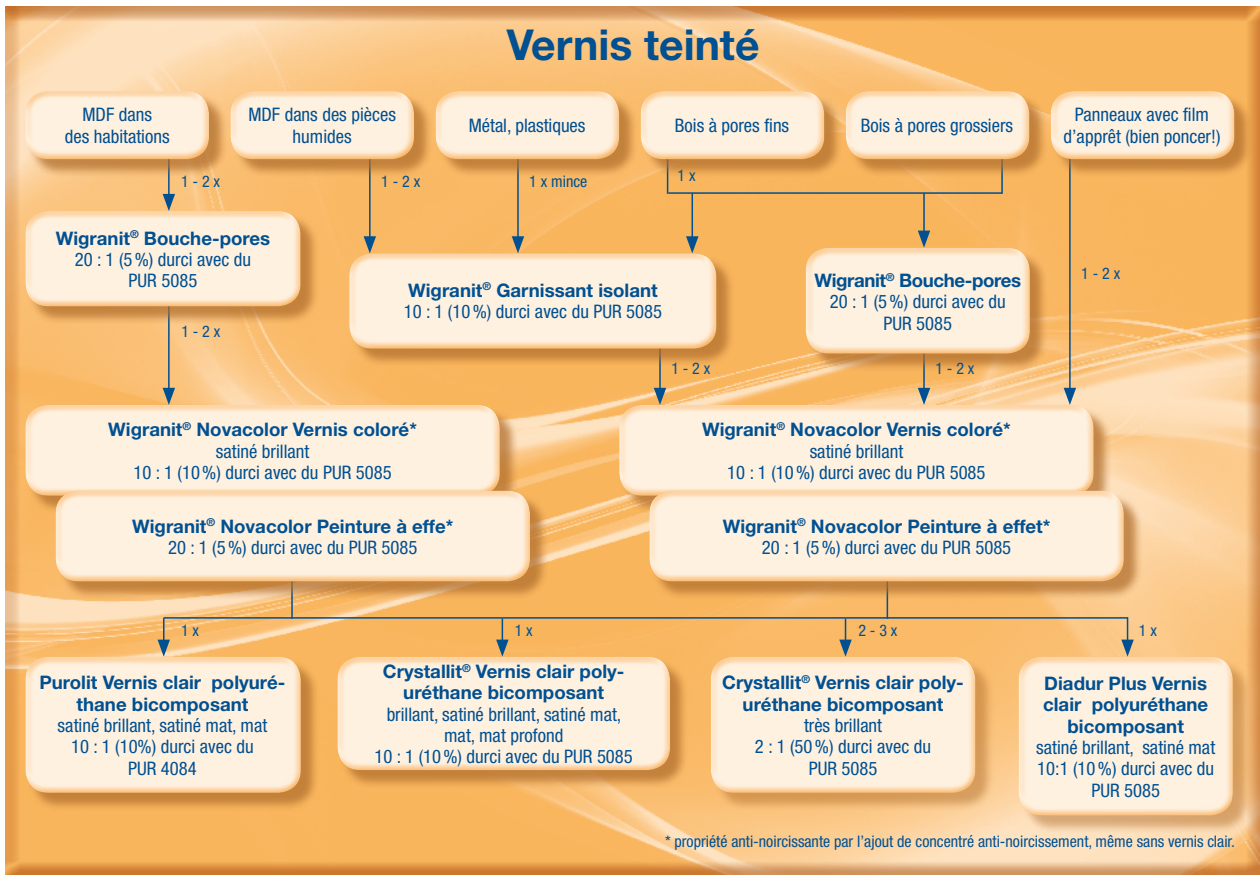 Vernis teinté
MDF dans
des habitations
MDF dans des pièces
humides
Métal, plastiques
Bois à pores fins
Bois à pores grossiers
Panneaux avec film
d’apprêt (bien poncer!)
1 - 2 x
1 - 2 x
1 x mince
1 x
1 - 2 x
Wigranit® Bouche-pores
20 : 1 (5 %) durci avec du
PUR 5085
Wigranit® Garnissant isolant
10 : 1 (10 %) durci avec du PUR 5085
Wigranit® Bouche-pores
20 : 1 (5 %) durci avec du
PUR 5085
1 - 2 x
1 - 2 x
1 - 2 x
Wigranit® Novacolor Vernis coloré*
satiné brillant
10 : 1 (10 %) durci avec du PUR 5085
Wigranit® Novacolor Peinture à effe*
20 : 1 (5 %) durci avec du PUR 5085
Wigranit® Novacolor Vernis coloré*
satiné brillant
10 : 1 (10 %) durci avec du PUR 5085
Wigranit® Novacolor Peinture à effet*
20 : 1 (5 %) durci avec du PUR 5085
1 x
1 x
2 - 3 x
1 x
Purolit Vernis clair polyuré-
thane bicomposant
satiné brillant, satiné mat, mat
10 : 1 (10%) durci avec du
PUR 4084
Crystallit® Vernis clair poly-
uréthane bicomposant
brillant, satiné brillant, satiné mat,
mat, mat profond
10 : 1 (10 %) durci avec du PUR 5085
Crystallit® Vernis clair poly-
uréthane bicomposant
très brillant
2 : 1 (50 %) durci avec du
PUR 5085
Diadur Plus Vernis
clair polyuréthane
bicomposant
satiné brillant, satiné mat
10:1 (10 %) durci avec du
PUR 5085
* propriété anti-noircissante par l’ajout de concentré anti-noircissement, même sans vernis clair.